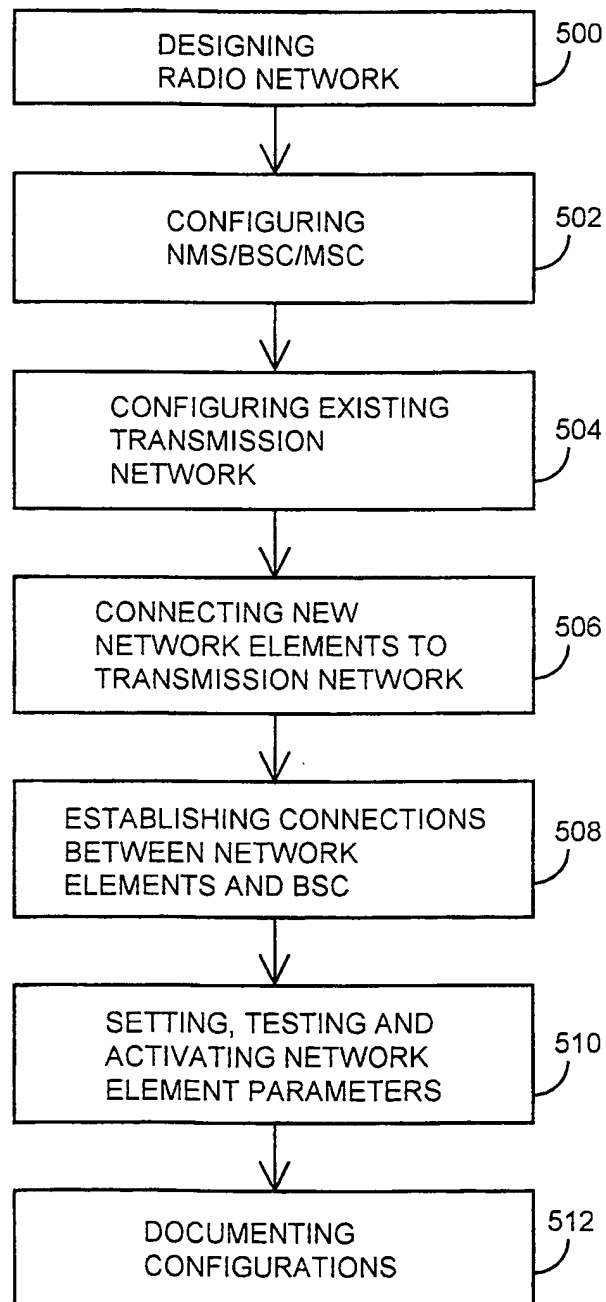 DESIGNING
RADIO NETWORK
500
CONFIGURING
NMS/BSC/MSC
502
CONFIGURING EXISTING
TRANSMISSION
NETWORK
504
CONNECTING NEW
NETWORK ELEMENTS TO
TRANSMISSION NETWORK
506
ESTABLISHING CONNECTIONS
BETWEEN NETWORK
ELEMENTS AND BSC
508
SETTING, TESTING AND
ACTIVATING NETWORK
ELEMENT PARAMETERS
510
DOCUMENTING
CONFIGURATIONS
512